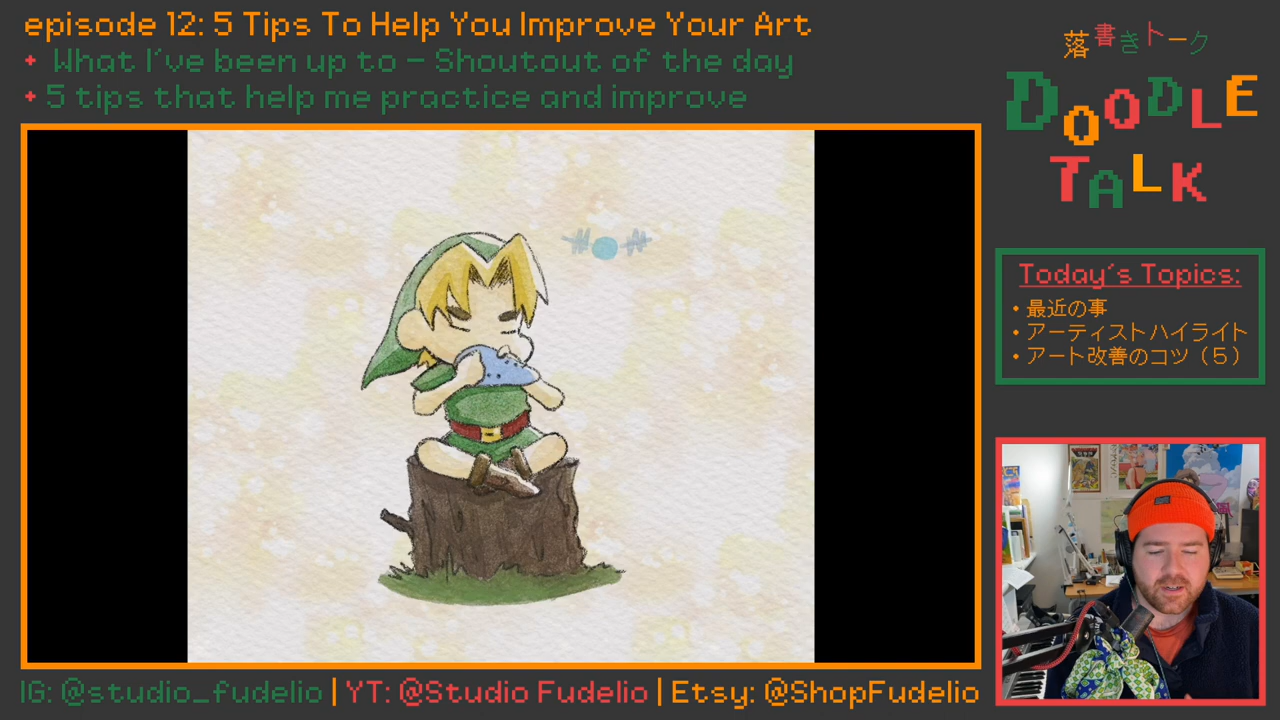 episode 12: 5 Tips To Help You Improve Your Art
+ What I've been up to - Shoutout of the day
+ 5 tips that help me practice and improve
落書きトーク
DOODLE
TALK
Today's Topics:
• 最近の事
• アーティストハイライト
• アート改善のコツ（5）
IG: @studio_fudelio | YT: @Studio Fudelio | Etsy: @ShopFudelio